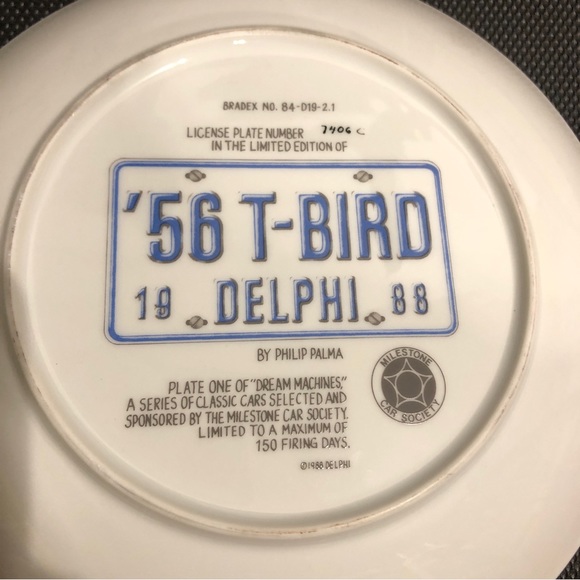 BRADEX NO. 84-D19-2.1
LICENSE PLATE NUMBER 7406 C
IN THE LIMITED EDITION OF
'56 T-BIRD
19 DELPHI 88
BY PHILIP PALMA
MILESTONE
CAR SOCIETY
PLATE ONE OF "DREAM MACHINES,"
A SERIES OF CLASSIC CARS SELECTED AND
SPONSORED BY THE MILESTONE CAR SOCIETY.
LIMITED TO A MAXIMUM OF
150 FIRING DAYS.
©1988 DELPHI